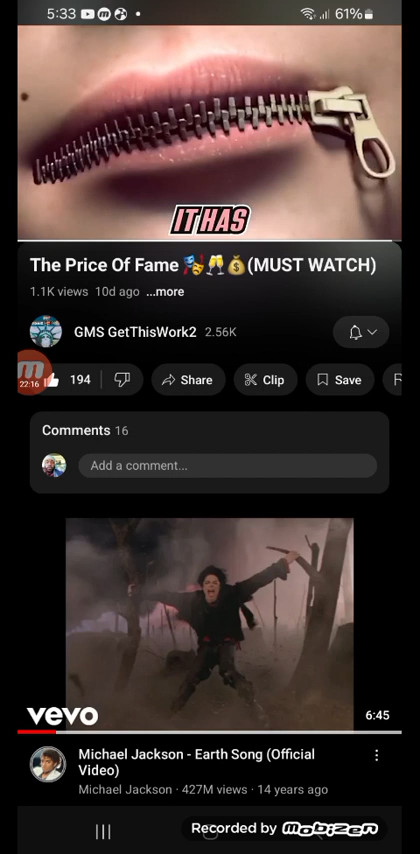 5:33
61%
IT HAS
The Price Of Fame 🎭🥂💰(MUST WATCH)
1.1K views 10d ago ...more
GMS GetThisWork2 2.56K
22:16
194
Share
Clip
Save
Comments 16
Add a comment...
vevo
6:45
Michael Jackson - Earth Song (Official
Video)
Michael Jackson · 427M views · 14 years ago
Recorded by mobizen